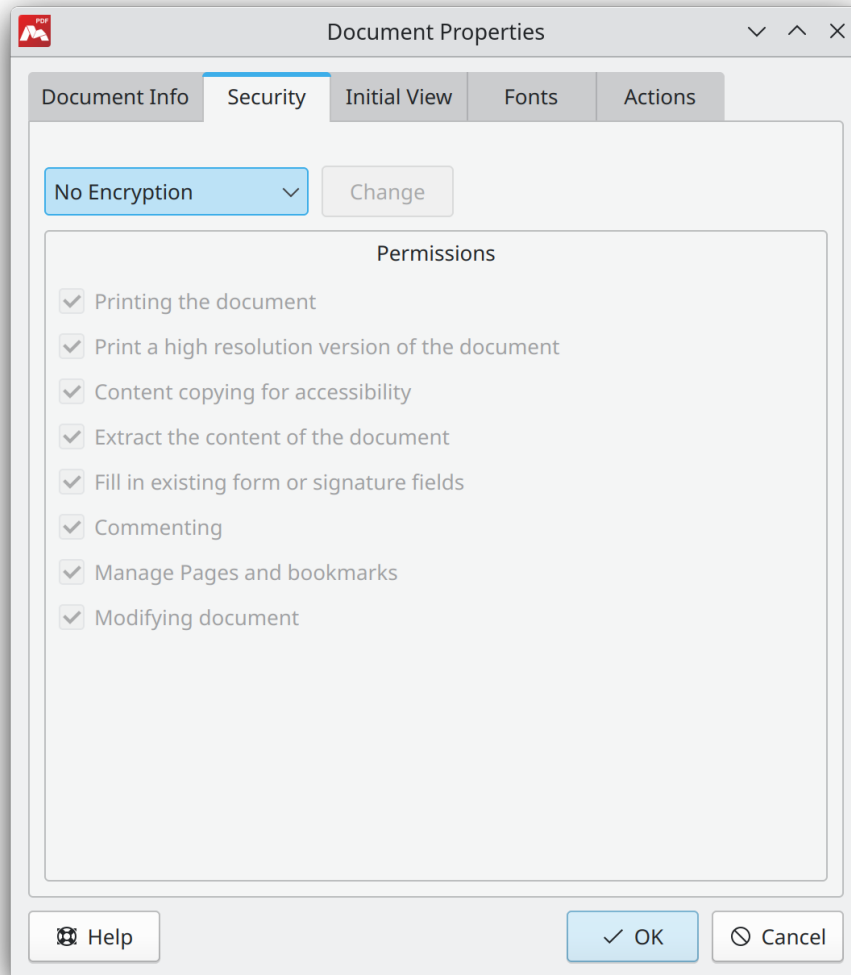 PDF
Document Properties
Document Info Security Initial View Fonts Actions
No Encryption Change
Permissions
Printing the document
Print a high resolution version of the document
Content copying for accessibility
Extract the content of the document
Fill in existing form or signature fields
Commenting
Manage Pages and bookmarks
Modifying document
Help OK Cancel